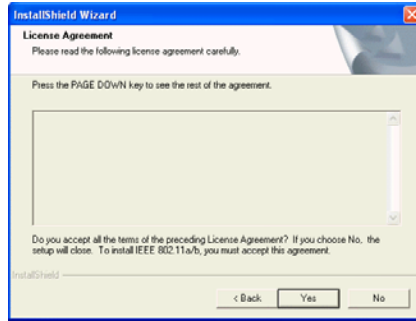 InstallShield Wizard
License Agreement
Please read the following license agreement carefully.
Press the PAGE DOWN key to see the rest of the agreement.
Do you accept all the terms of the preceding License Agreement? If you choose No, the
setup will close. To install IEEE 802.11a/b, you must accept this agreement.
InstallShield
< Back Yes No